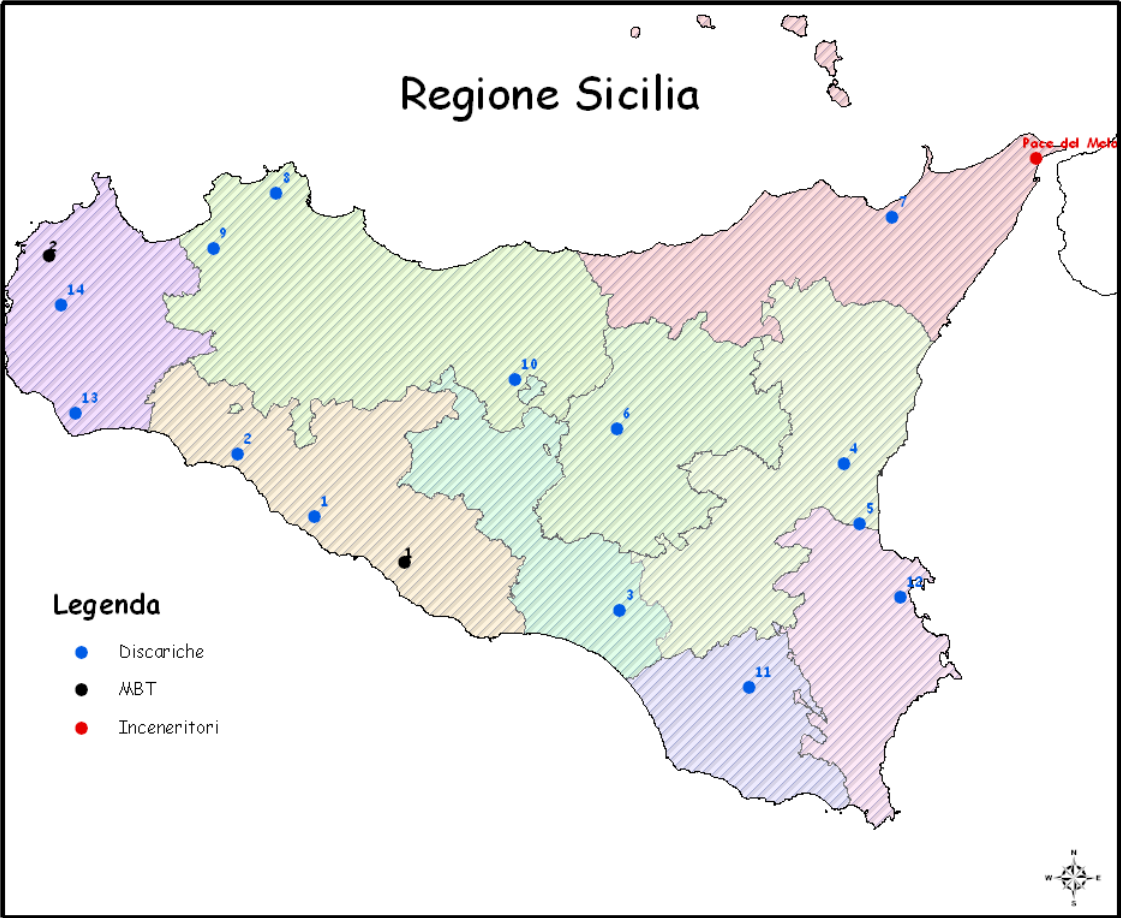 Regione Sicilia
Pace del Mela
8
7
9
2
14
10
13
6
2
4
1
5
1
12
3
11
Legenda
Discariche
MBT
Inceneritori
N
W E
S